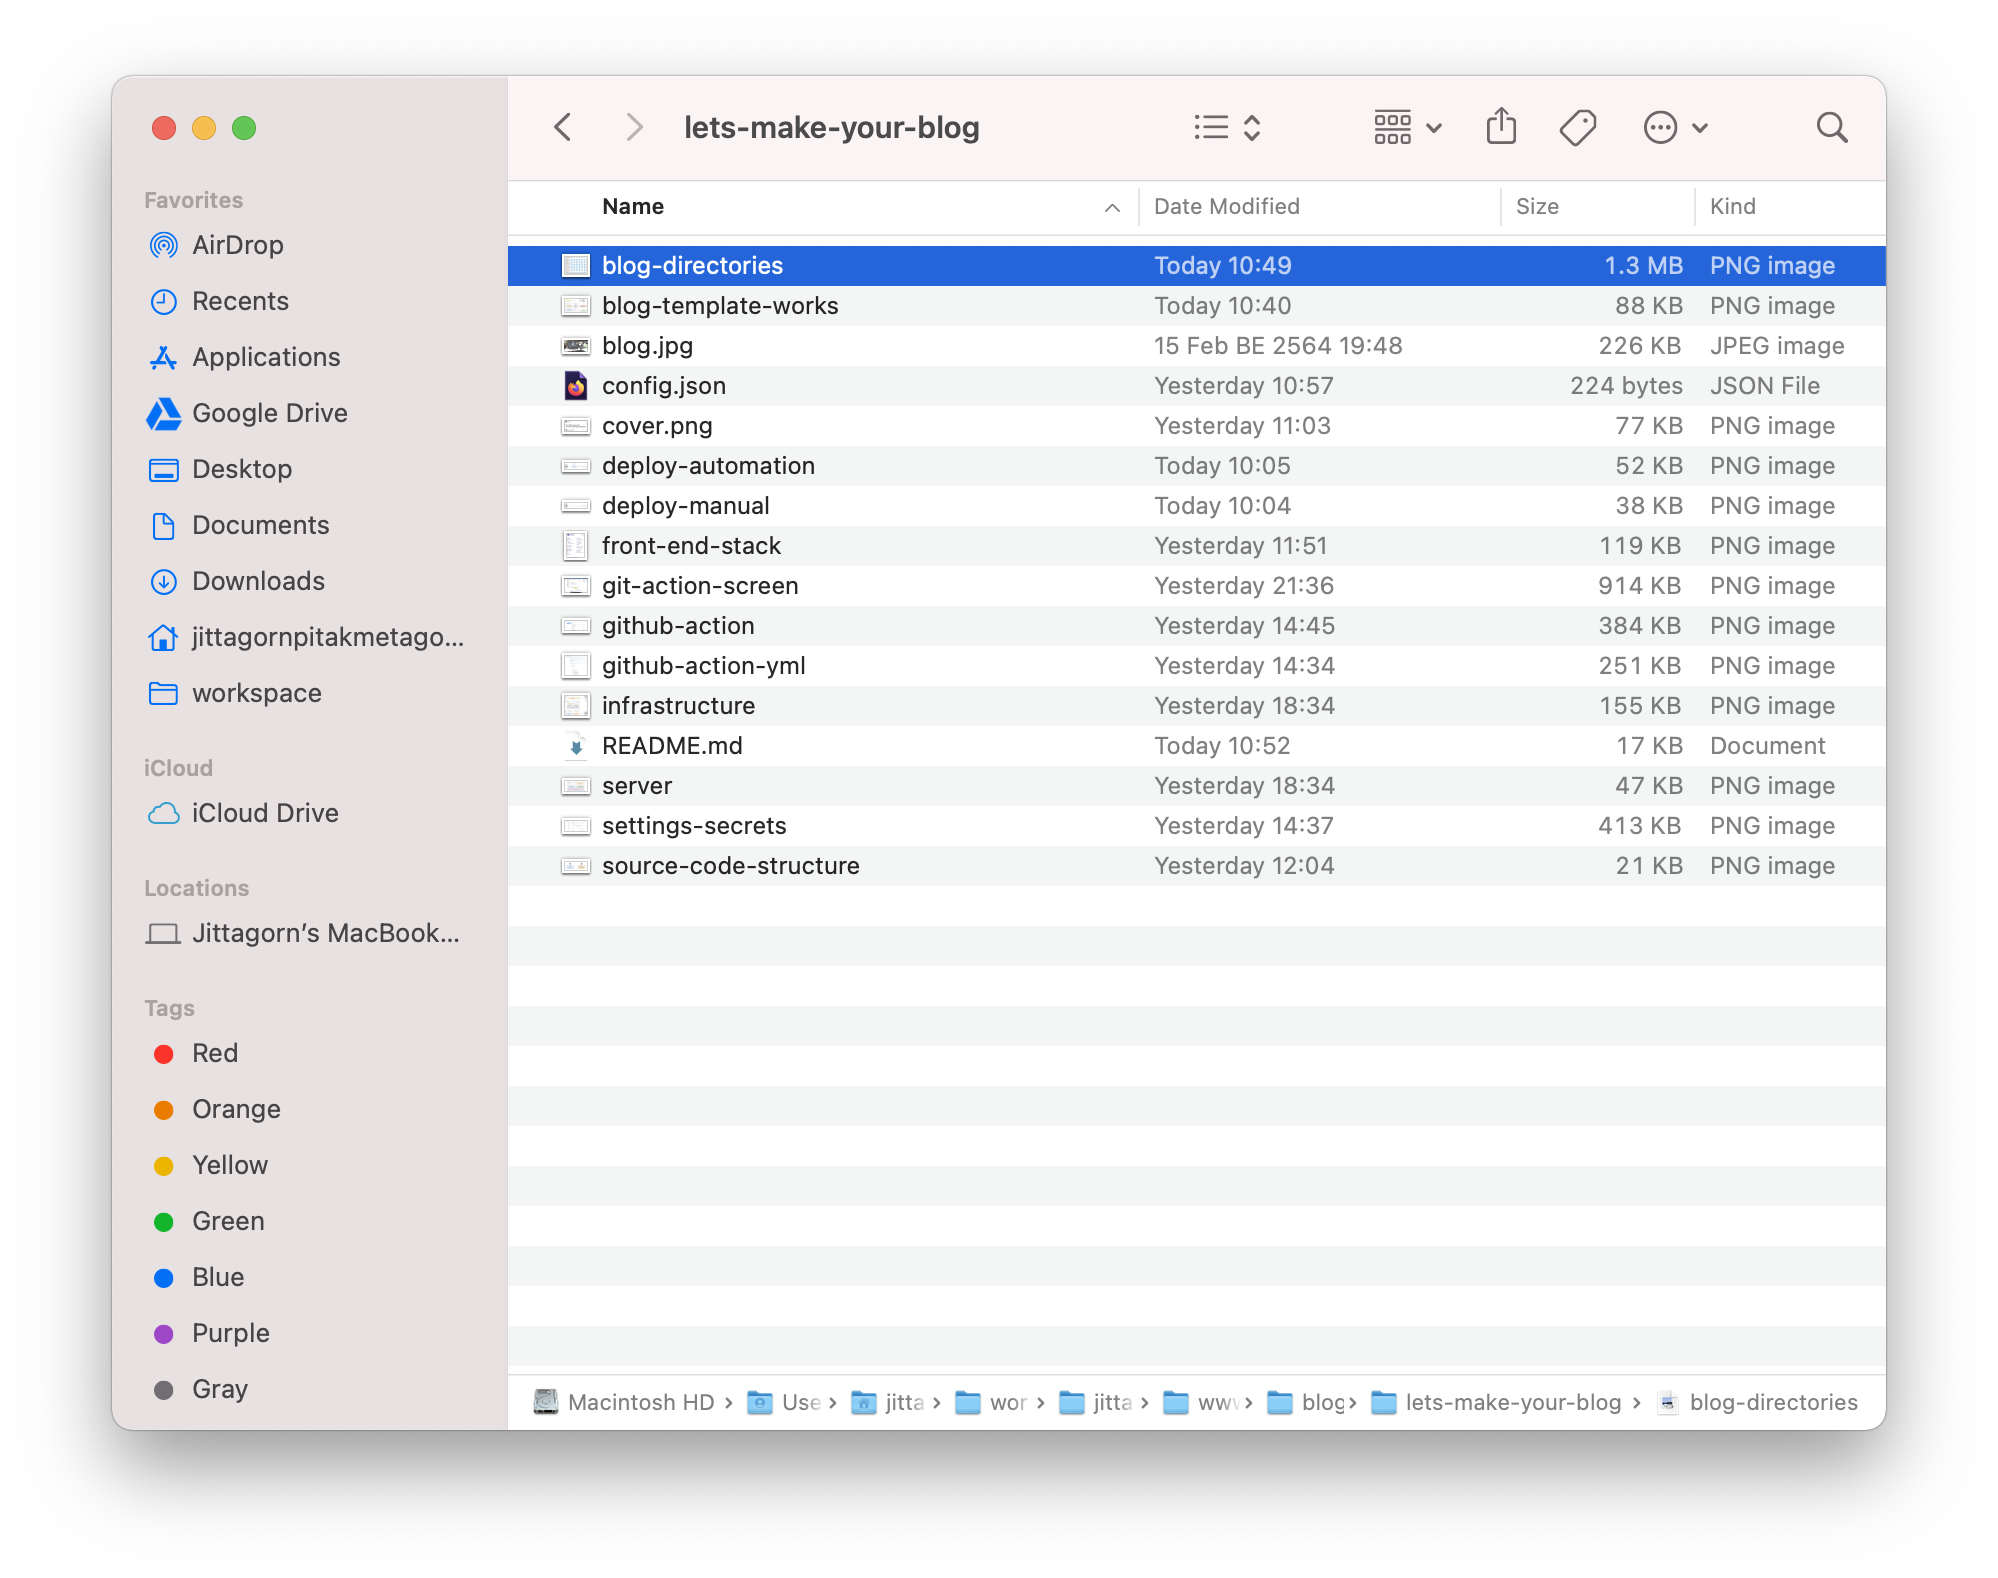 lets-make-your-blog
Favorites
AirDrop
Recents
Applications
Google Drive
Desktop
Documents
Downloads
jittagornpitakmetago...
workspace
iCloud
iCloud Drive
Locations
Jittagorn’s MacBook...
Tags
Red
Orange
Yellow
Green
Blue
Purple
Gray
Name Date Modified Size Kind
blog-directories Today 10:49 1.3 MB PNG image
blog-template-works Today 10:40 88 KB PNG image
blog.jpg 15 Feb BE 2564 19:48 226 KB JPEG image
config.json Yesterday 10:57 224 bytes JSON File
cover.png Yesterday 11:03 77 KB PNG image
deploy-automation Today 10:05 52 KB PNG image
deploy-manual Today 10:04 38 KB PNG image
front-end-stack Yesterday 11:51 119 KB PNG image
git-action-screen Yesterday 21:36 914 KB PNG image
github-action Yesterday 14:45 384 KB PNG image
github-action-yml Yesterday 14:34 251 KB PNG image
infrastructure Yesterday 18:34 155 KB PNG image
README.md Today 10:52 17 KB Document
server Yesterday 18:34 47 KB PNG image
settings-secrets Yesterday 14:37 413 KB PNG image
source-code-structure Yesterday 12:04 21 KB PNG image
Macintosh HD › Use › jitta › wor › jitta › www › blog › lets-make-your-blog › blog-directories